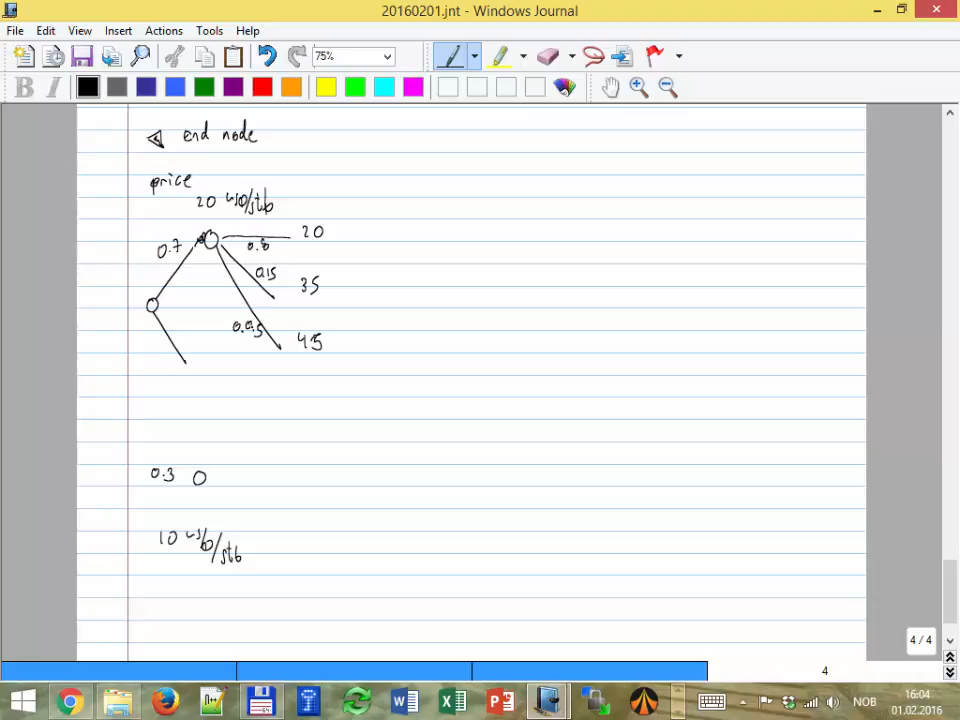 20160201.jnt - Windows Journal
File Edit View Insert Actions Tools Help
75%
B I
end node
price
20 usd/stb
0.7
20
0.8
0.15
35
0.05
45
0.3 0
10 usd/stb
4 / 4
4
NOB
16:04
01.02.2016